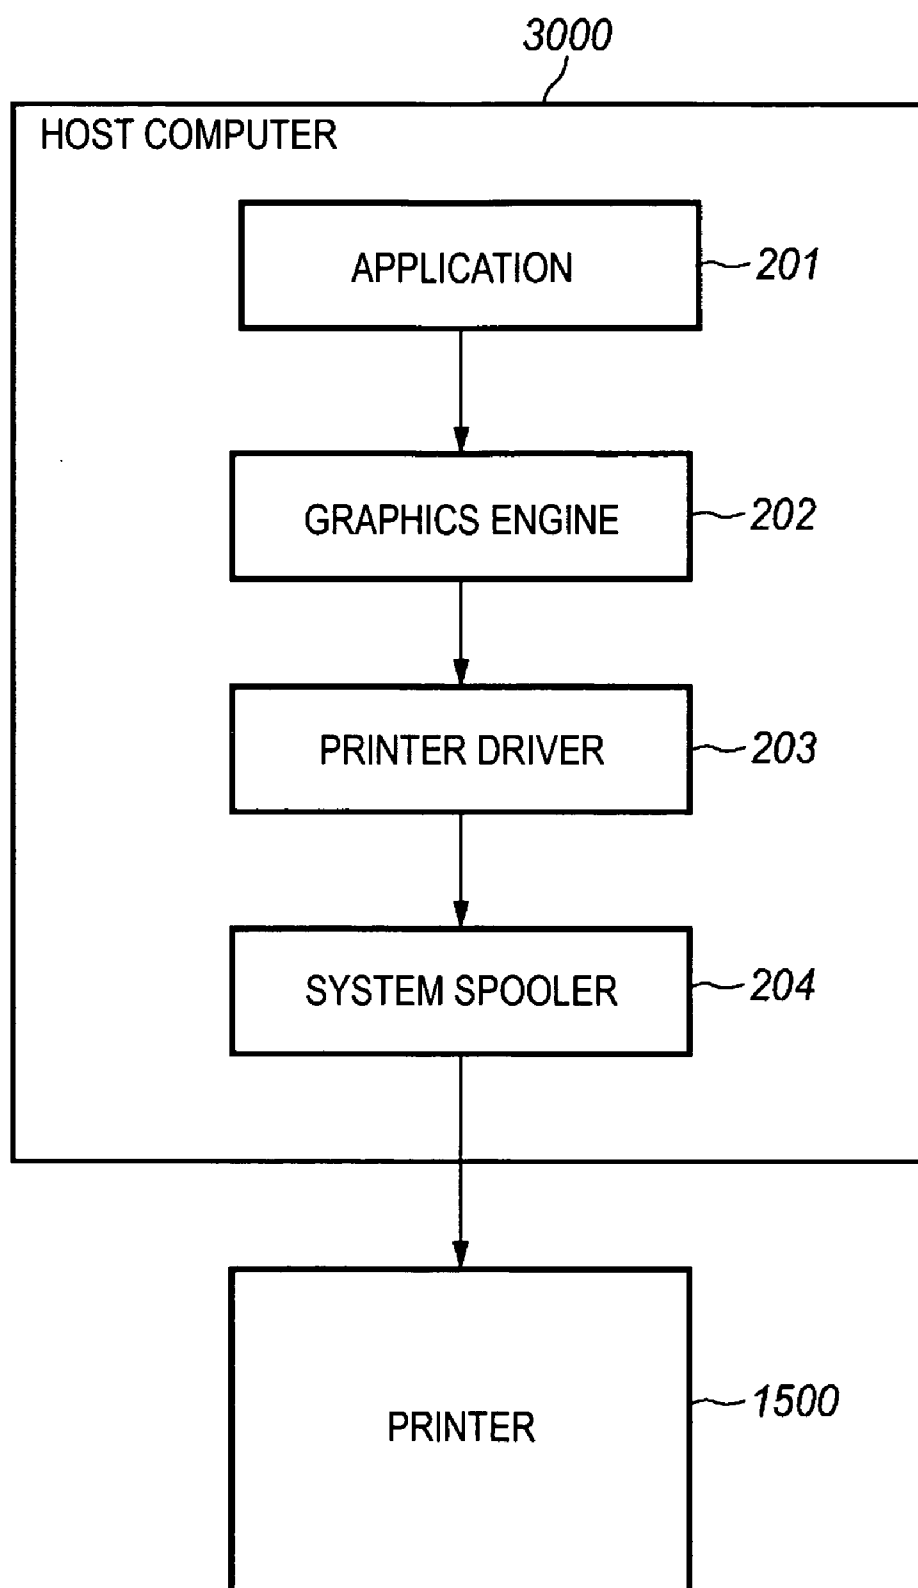 3000
HOST COMPUTER
APPLICATION
201
GRAPHICS ENGINE
202
PRINTER DRIVER
203
SYSTEM SPOOLER
204
PRINTER
1500